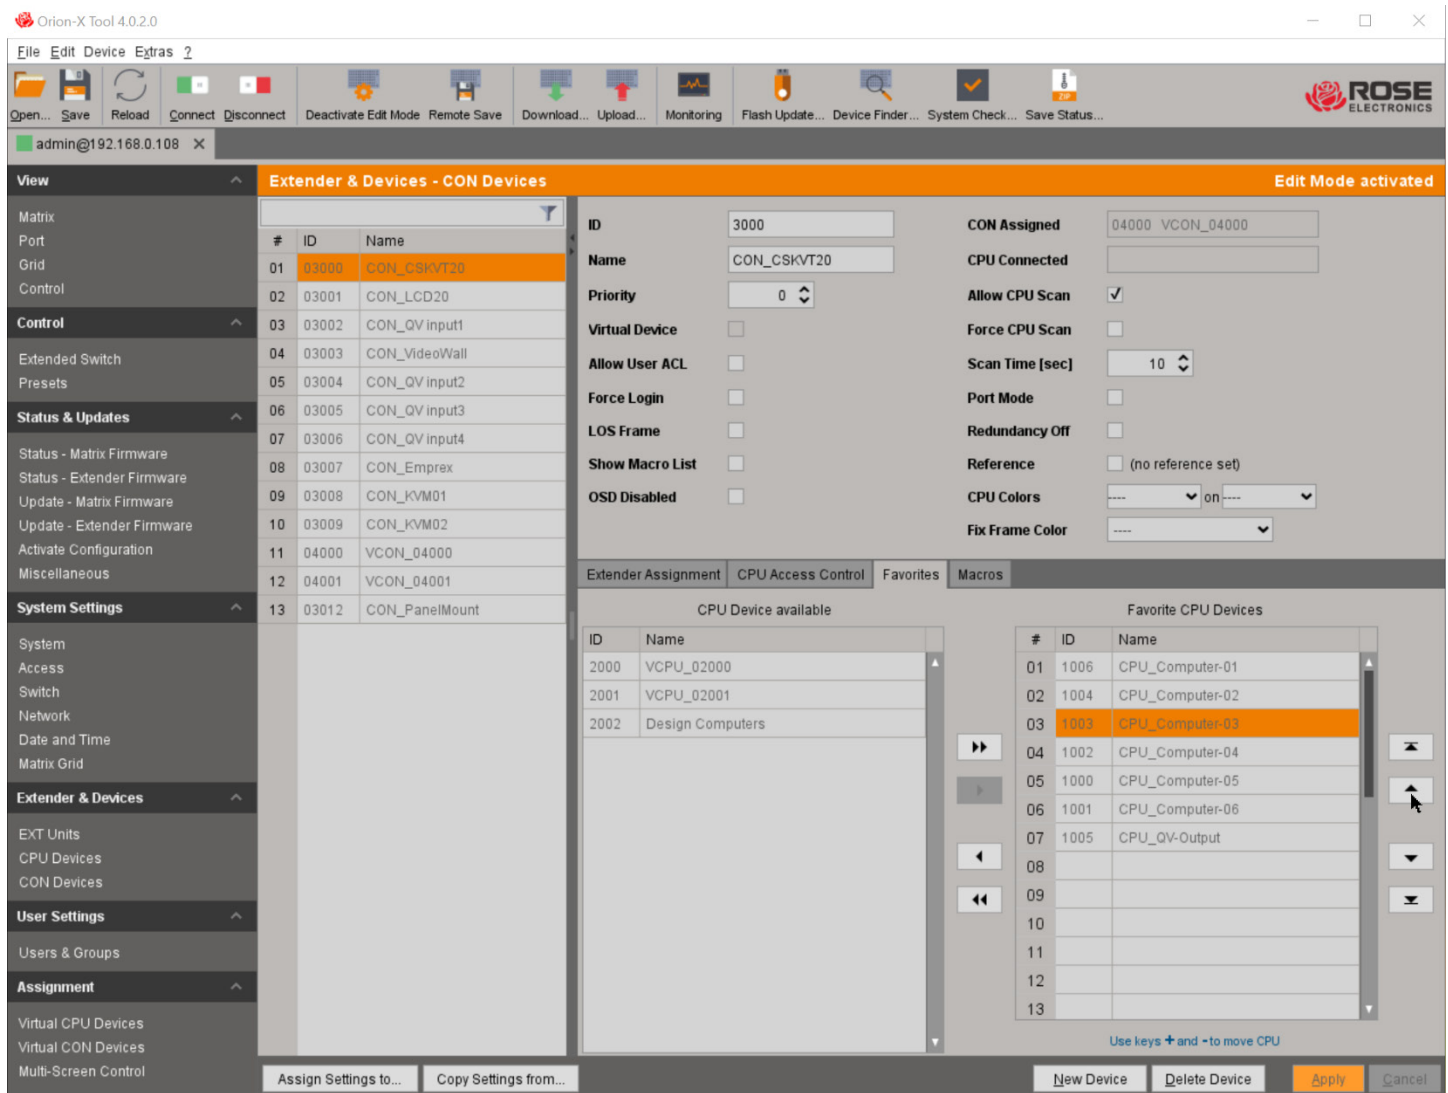 Orion-X Tool 4.0.2.0
File Edit Device Extras ?
Open... Save Reload Connect Disconnect Deactivate Edit Mode Remote Save Download... Upload... Monitoring Flash Update... Device Finder... System Check... ZIP Save Status... ROSE ELECTRONICS
admin@192.168.0.108
View
Matrix
Port
Grid
Control
Control
Extended Switch
Presets
Status & Updates
Status - Matrix Firmware
Status - Extender Firmware
Update - Matrix Firmware
Update - Extender Firmware
Activate Configuration
Miscellaneous
System Settings
System
Access
Switch
Network
Date and Time
Matrix Grid
Extender & Devices
EXT Units
CPU Devices
CON Devices
User Settings
Users & Groups
Assignment
Virtual CPU Devices
Virtual CON Devices
Multi-Screen Control
Extender & Devices - CON Devices Edit Mode activated
# ID Name
01 03000 CON_CSKVT20
02 03001 CON_LCD20
03 03002 CON_QV input1
04 03003 CON_VideoWall
05 03004 CON_QV input2
06 03005 CON_QV input3
07 03006 CON_QV input4
08 03007 CON_Emprex
09 03008 CON_KVM01
10 03009 CON_KVM02
11 04000 VCON_04000
12 04001 VCON_04001
13 03012 CON_PanelMount
ID 3000
Name CON_CSKVT20
Priority 0
Virtual Device
Allow User ACL
Force Login
LOS Frame
Show Macro List
OSD Disabled
CON Assigned 04000 VCON_04000
CPU Connected
Allow CPU Scan
Force CPU Scan
Scan Time [sec] 10
Port Mode
Redundancy Off
Reference (no reference set)
CPU Colors ---- on ----
Fix Frame Color ----
Extender Assignment CPU Access Control Favorites Macros
CPU Device available
ID Name
2000 VCPU_02000
2001 VCPU_02001
2002 Design Computers
Favorite CPU Devices
# ID Name
01 1006 CPU_Computer-01
02 1004 CPU_Computer-02
03 1003 CPU_Computer-03
04 1002 CPU_Computer-04
05 1000 CPU_Computer-05
06 1001 CPU_Computer-06
07 1005 CPU_QV-Output
08
09
10
11
12
13
Use keys + and - to move CPU
Assign Settings to... Copy Settings from... New Device Delete Device Apply Cancel